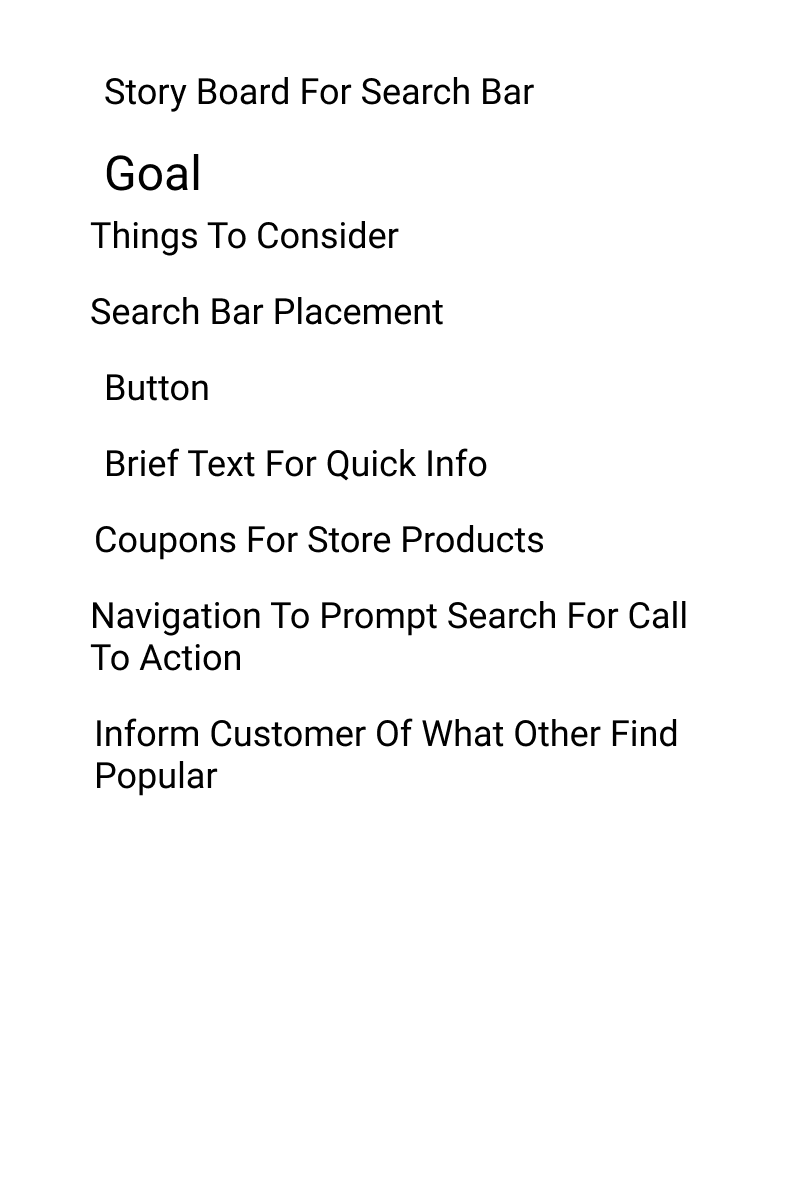 Story Board For Search Bar
Goal
Things To Consider
Search Bar Placement
Button
Brief Text For Quick Info
Coupons For Store Products
Navigation To Prompt Search For Call
To Action
Inform Customer Of What Other Find
Popular